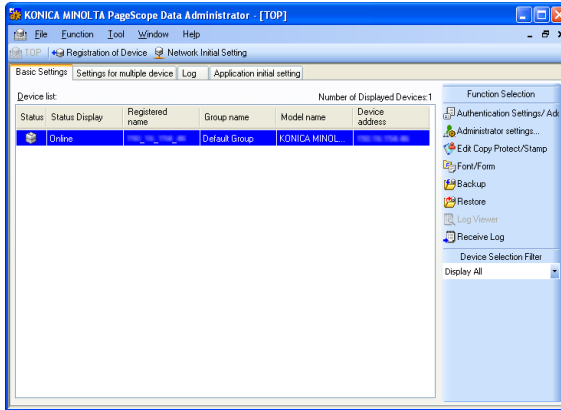 KONICA MINOLTA PageScope Data Administrator - [TOP]
File Function Tool Window Help
TOP Registration of Device Network Initial Setting
Basic Settings Settings for multiple device Log Application initial setting
Device list: Number of Displayed Devices:1
Status Status Display Registered name Group name Model name Device address
Online Default Group KONICA MINOL...
Function Selection
Authentication Settings/ Add
Administrator settings...
Edit Copy Protect/Stamp
Font/Form
Backup
Restore
Log Viewer
Receive Log
Device Selection Filter
Display All